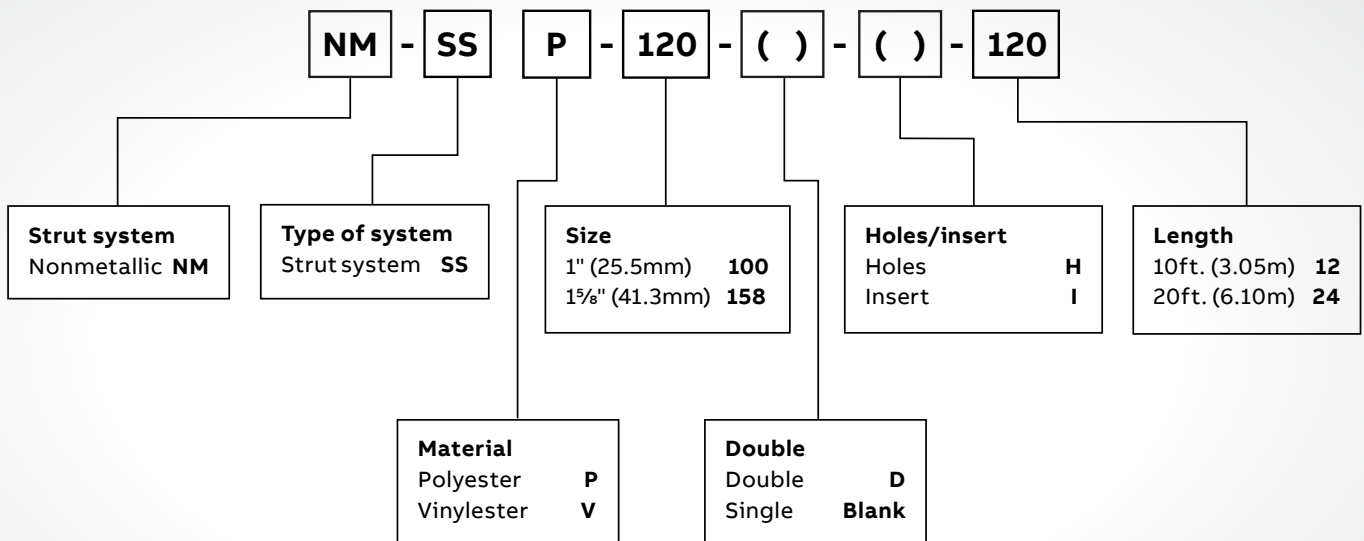 NM - SS P - 120 - ( ) - ( ) - 120
Strut system
Nonmetallic NM
Type of system
Strut system SS
Size
1" (25.5mm) 100
1⅝" (41.3mm) 158
Holes/insert
Holes H
Insert I
Length
10ft. (3.05m) 12
20ft. (6.10m) 24
Material
Polyester P
Vinylester V
Double
Double D
Single Blank